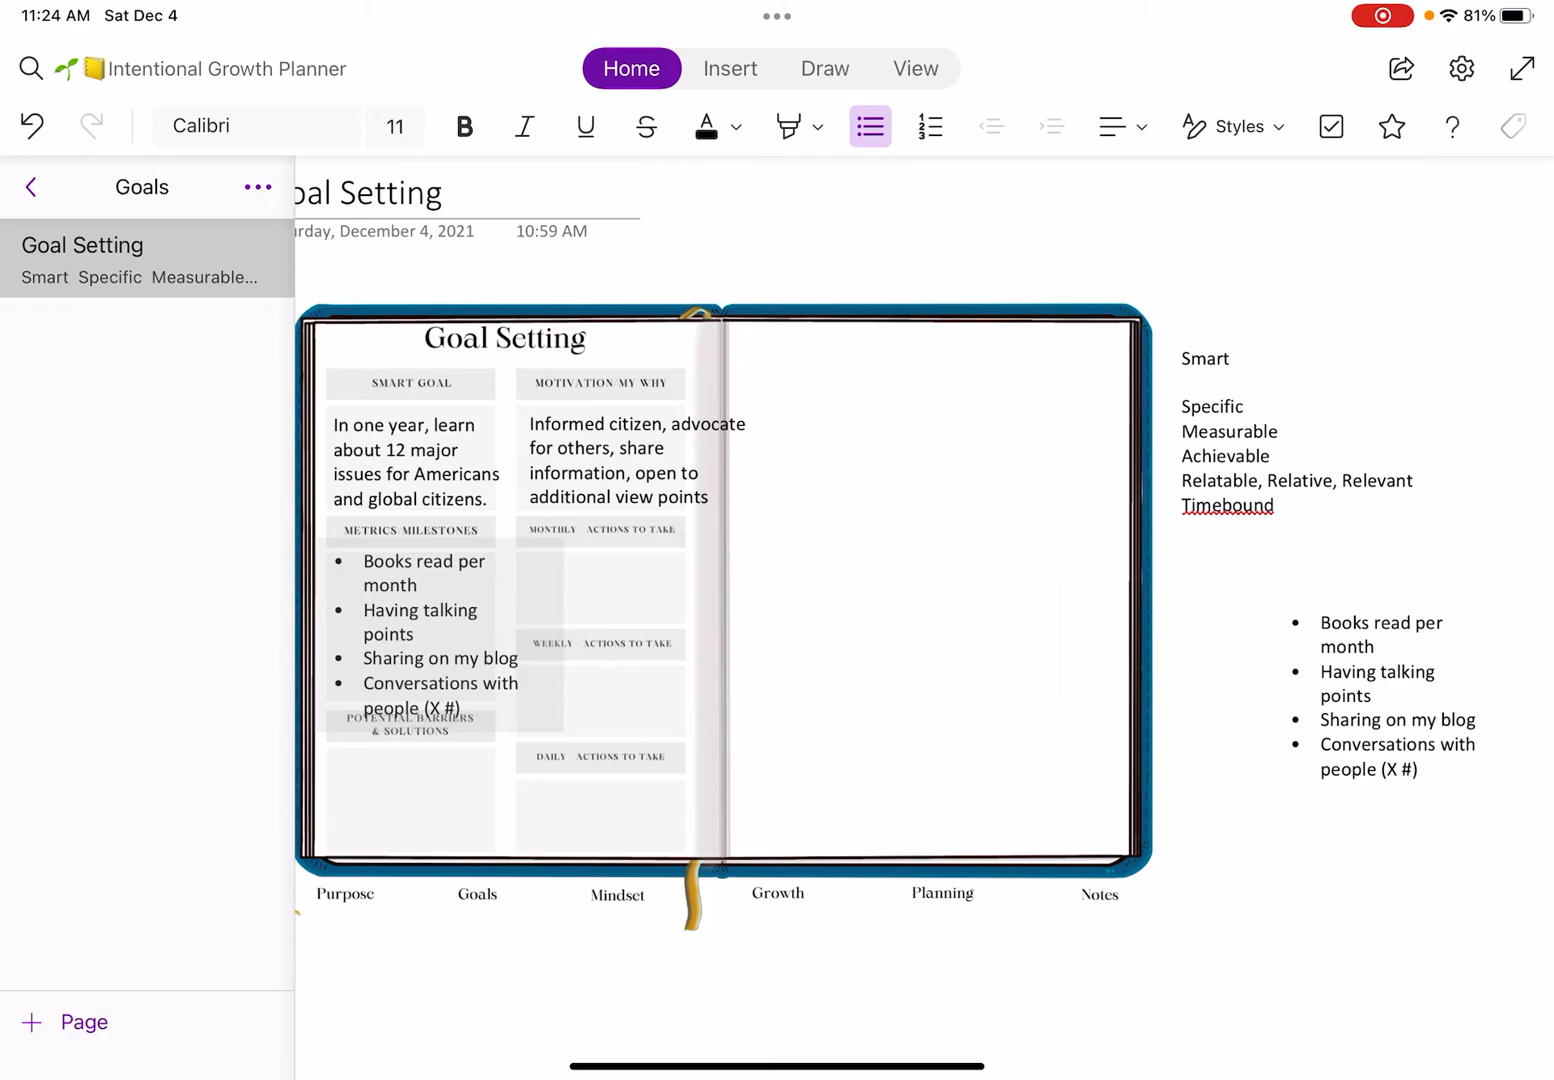 11:24 AM Sat Dec 4
81%
Intentional Growth Planner
Home Insert Draw View
Calibri 11 B I U S A Styles ?
Goals
Goal Setting
Smart Specific Measurable...
Page
oal Setting
urday, December 4, 2021 10:59 AM
Goal Setting
SMART GOAL
In one year, learn
about 12 major
issues for Americans
and global citizens.
METRICS/MILESTONES
• Books read per
month
• Having talking
points
• Sharing on my blog
• Conversations with
people (X #)
POTENTIAL BARRIERS
& SOLUTIONS
MOTIVATION/MY WHY
Informed citizen, advocate
for others, share
information, open to
additional view points
MONTHLY - ACTIONS TO TAKE
WEEKLY - ACTIONS TO TAKE
DAILY - ACTIONS TO TAKE
Smart
Specific
Measurable
Achievable
Relatable, Relative, Relevant
Timebound
• Books read per
month
• Having talking
points
• Sharing on my blog
• Conversations with
people (X #)
Purpose Goals Mindset Growth Planning Notes